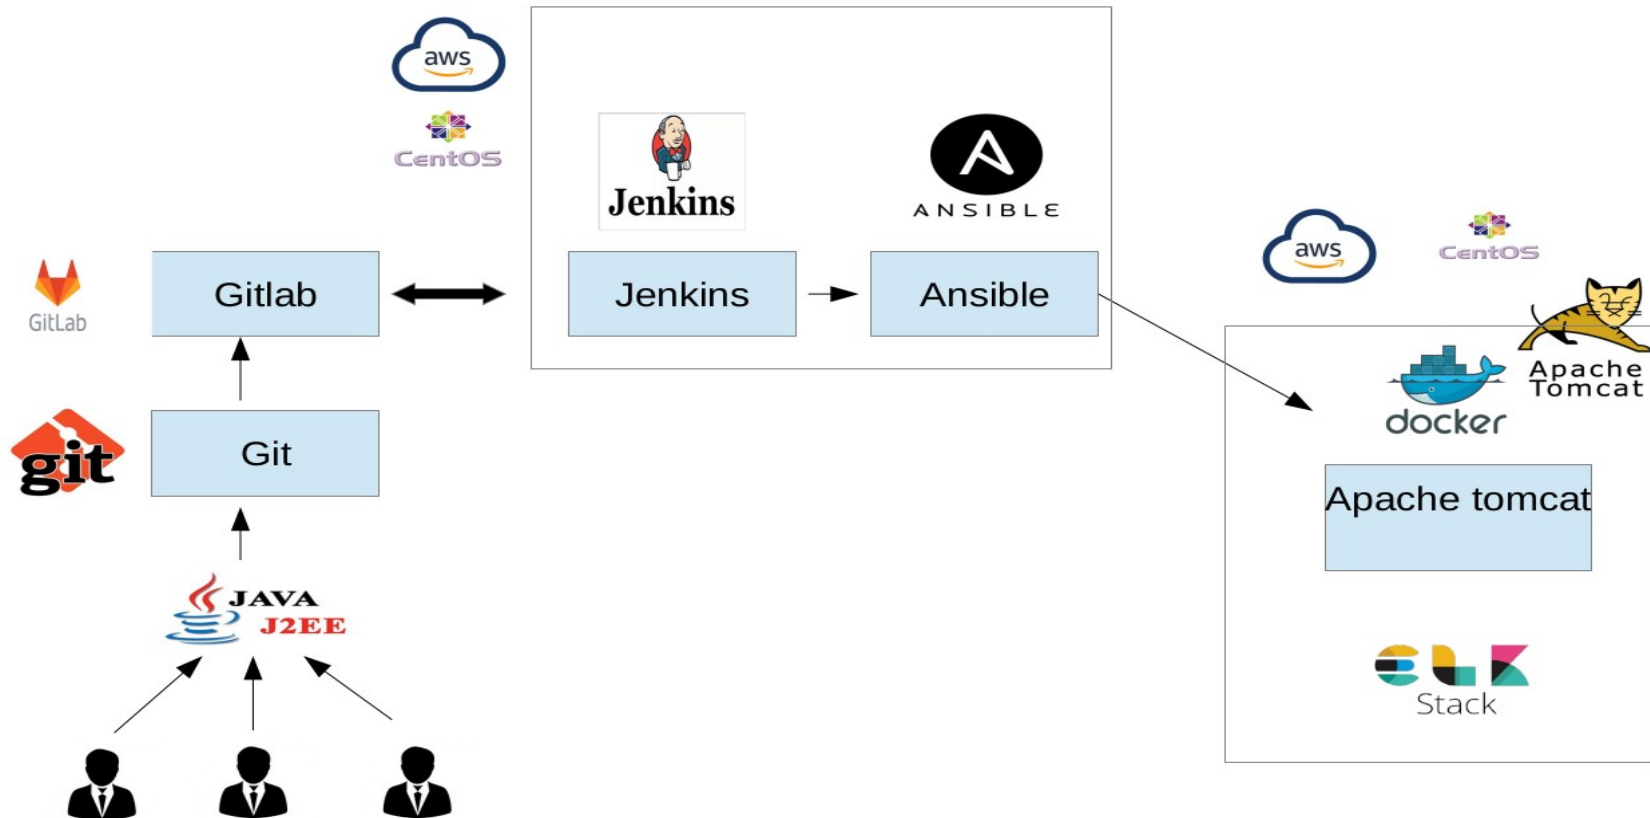 aws
CentOS
Jenkins
ANSIBLE
aws
CentOS
GitLab
Gitlab
Jenkins
Ansible
Apache
Tomcat
docker
git
Git
Apache tomcat
JAVA
J2EE
elk
Stack